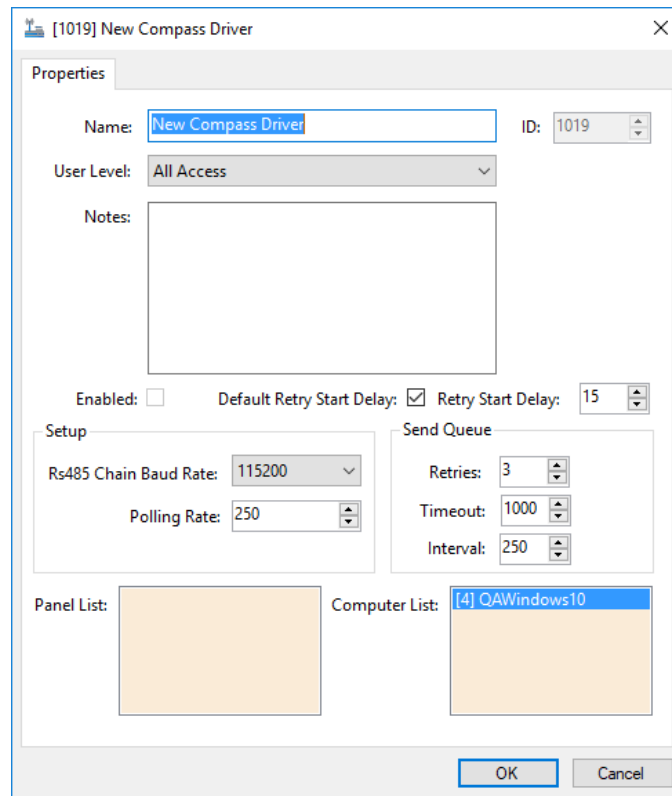 [1019] New Compass Driver
Properties
Name: New Compass Driver ID: 1019
User Level: All Access
Notes:
Enabled: Default Retry Start Delay: Retry Start Delay: 15
Setup
Rs485 Chain Baud Rate: 115200
Polling Rate: 250
Send Queue
Retries: 3
Timeout: 1000
Interval: 250
Panel List:
Computer List: [4] QAWindows10
OK Cancel